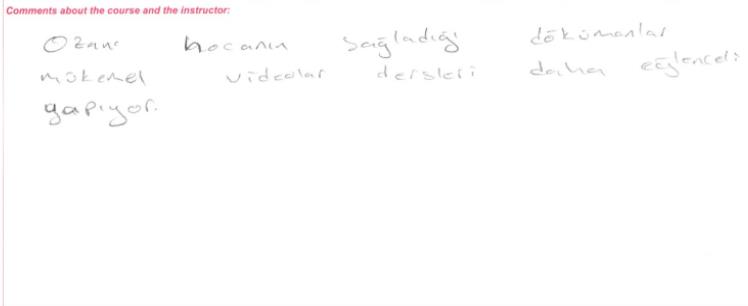 Comments about the course and the instructor:
Ozan hocanın sağladığı dökümanlar
mükemel videolar dersleri daha eğlenceli
yapıyor.